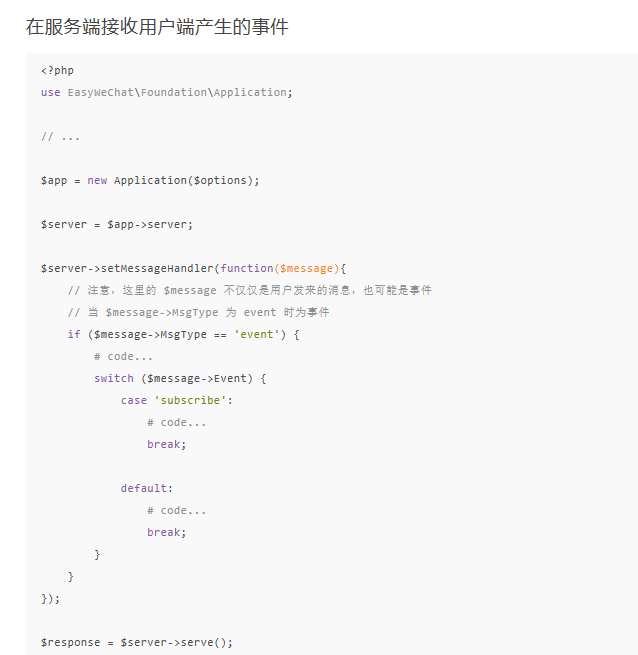 在服务端接收用户端产生的事件
<?php
use EasyWeChat\Foundation\Application;
// ...
$app = new Application($options);
$server = $app->server;
$server->setMessageHandler(function($message){
// 注意，这里的 $message 不仅仅是用户发来的消息，也可能是事件
// 当 $message->MsgType 为 event 时为事件
if ($message->MsgType == 'event') {
# code...
switch ($message->Event) {
case 'subscribe':
# code...
break;
default:
# code...
break;
}
}
});
$response = $server->serve();